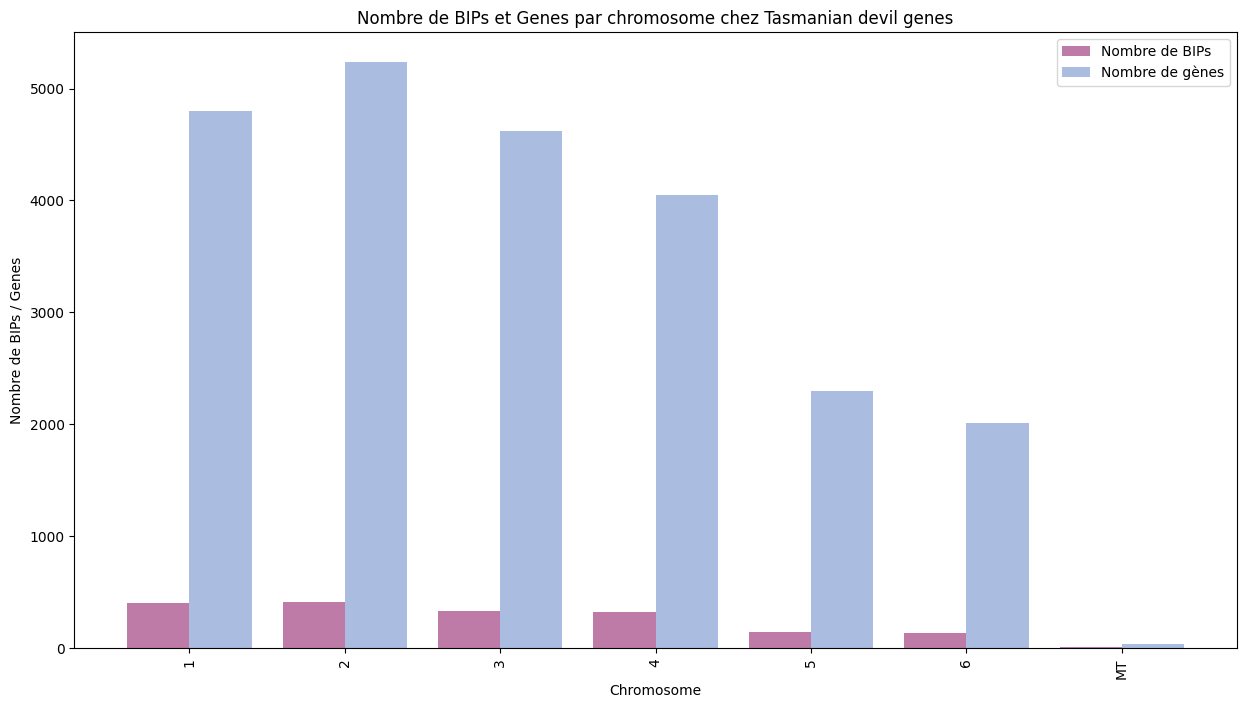 Nombre de BIPs et Genes par chromosome chez Tasmanian devil genes
Nombre de BIPs
Nombre de gènes
Nombre de BIPs / Genes
5000
4000
3000
2000
1000
0
1
2
3
4
5
6
MT
Chromosome